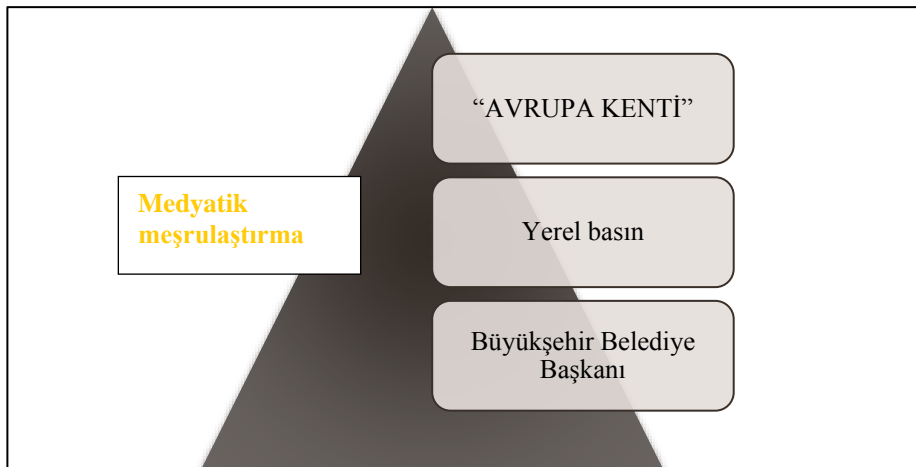 “AVRUPA KENTİ”
Medyatik
meşrulaştırma
Yerel basın
Büyükşehir Belediye
Başkanı